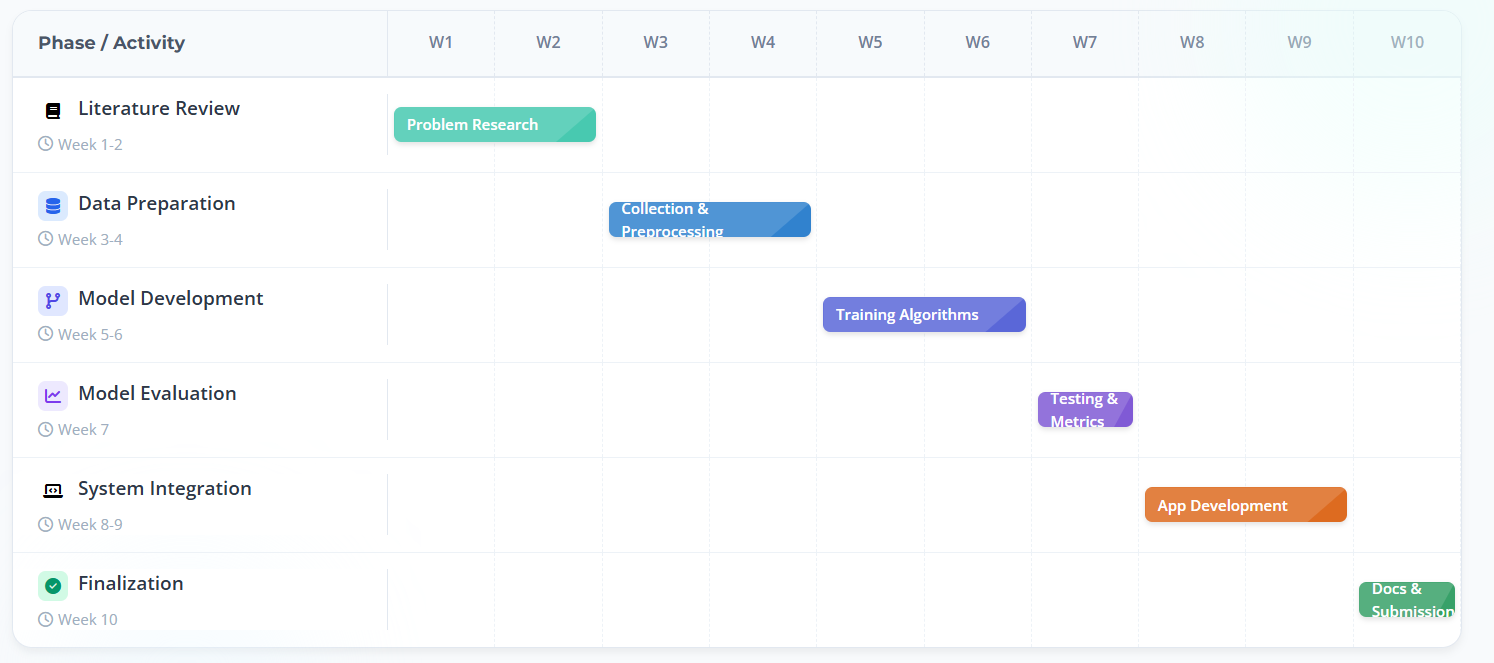 Phase / Activity W1 W2 W3 W4 W5 W6 W7 W8 W9 W10
Literature Review
Week 1-2
Problem Research
Data Preparation
Week 3-4
Collection &
Preprocessing
Model Development
Week 5-6
Training Algorithms
Model Evaluation
Week 7
Testing &
Metrics
System Integration
Week 8-9
App Development
Finalization
Week 10
Docs &
Submission